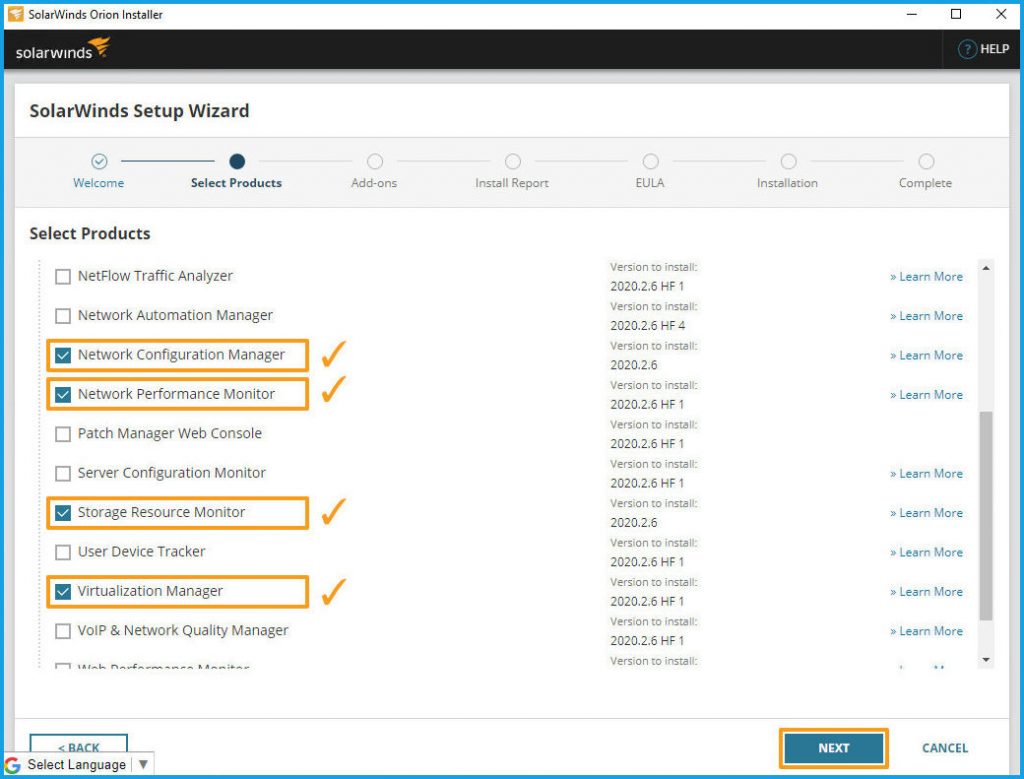 SolarWinds Orion Installer
solarwinds
? HELP
SolarWinds Setup Wizard
Welcome
Select Products
Add-ons
Install Report
EULA
Installation
Complete
Select Products
NetFlow Traffic Analyzer
Version to install:
2020.2.6 HF 1
» Learn More
Network Automation Manager
Version to install:
2020.2.6 HF 4
» Learn More
Network Configuration Manager
Version to install:
2020.2.6
» Learn More
Network Performance Monitor
Version to install:
2020.2.6 HF 1
» Learn More
Patch Manager Web Console
Version to install:
2020.2.6 HF 1
Server Configuration Monitor
Version to install:
2020.2.6 HF 1
» Learn More
Storage Resource Monitor
Version to install:
2020.2.6
» Learn More
User Device Tracker
Version to install:
2020.2.6 HF 1
» Learn More
Virtualization Manager
Version to install:
2020.2.6 HF 1
» Learn More
VoIP & Network Quality Manager
Version to install:
2020.2.6 HF 1
» Learn More
Web Performance Monitor
Version to install:
< BACK
NEXT
CANCEL
G Select Language ▼